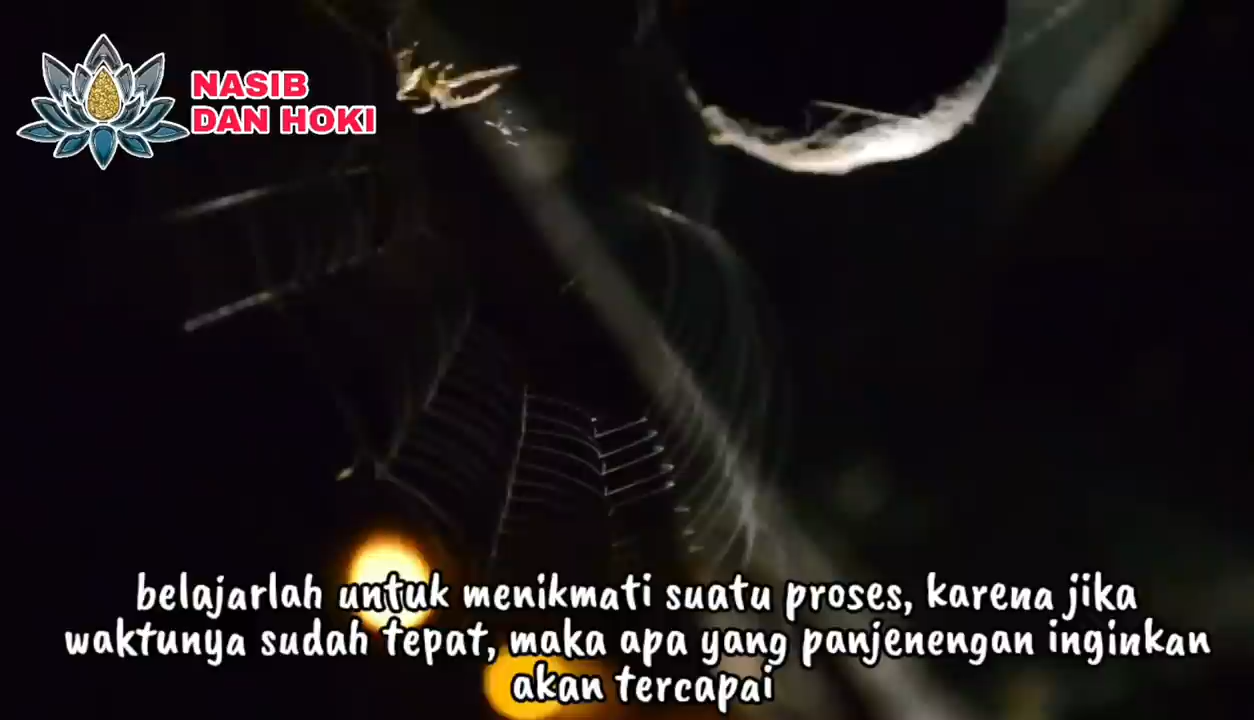 NASIB
DAN HOKI
belajarlah untuk menikmati suatu proses, karena jika
waktunya sudah tepat, maka apa yang panjenengan inginkan
akan tercapai